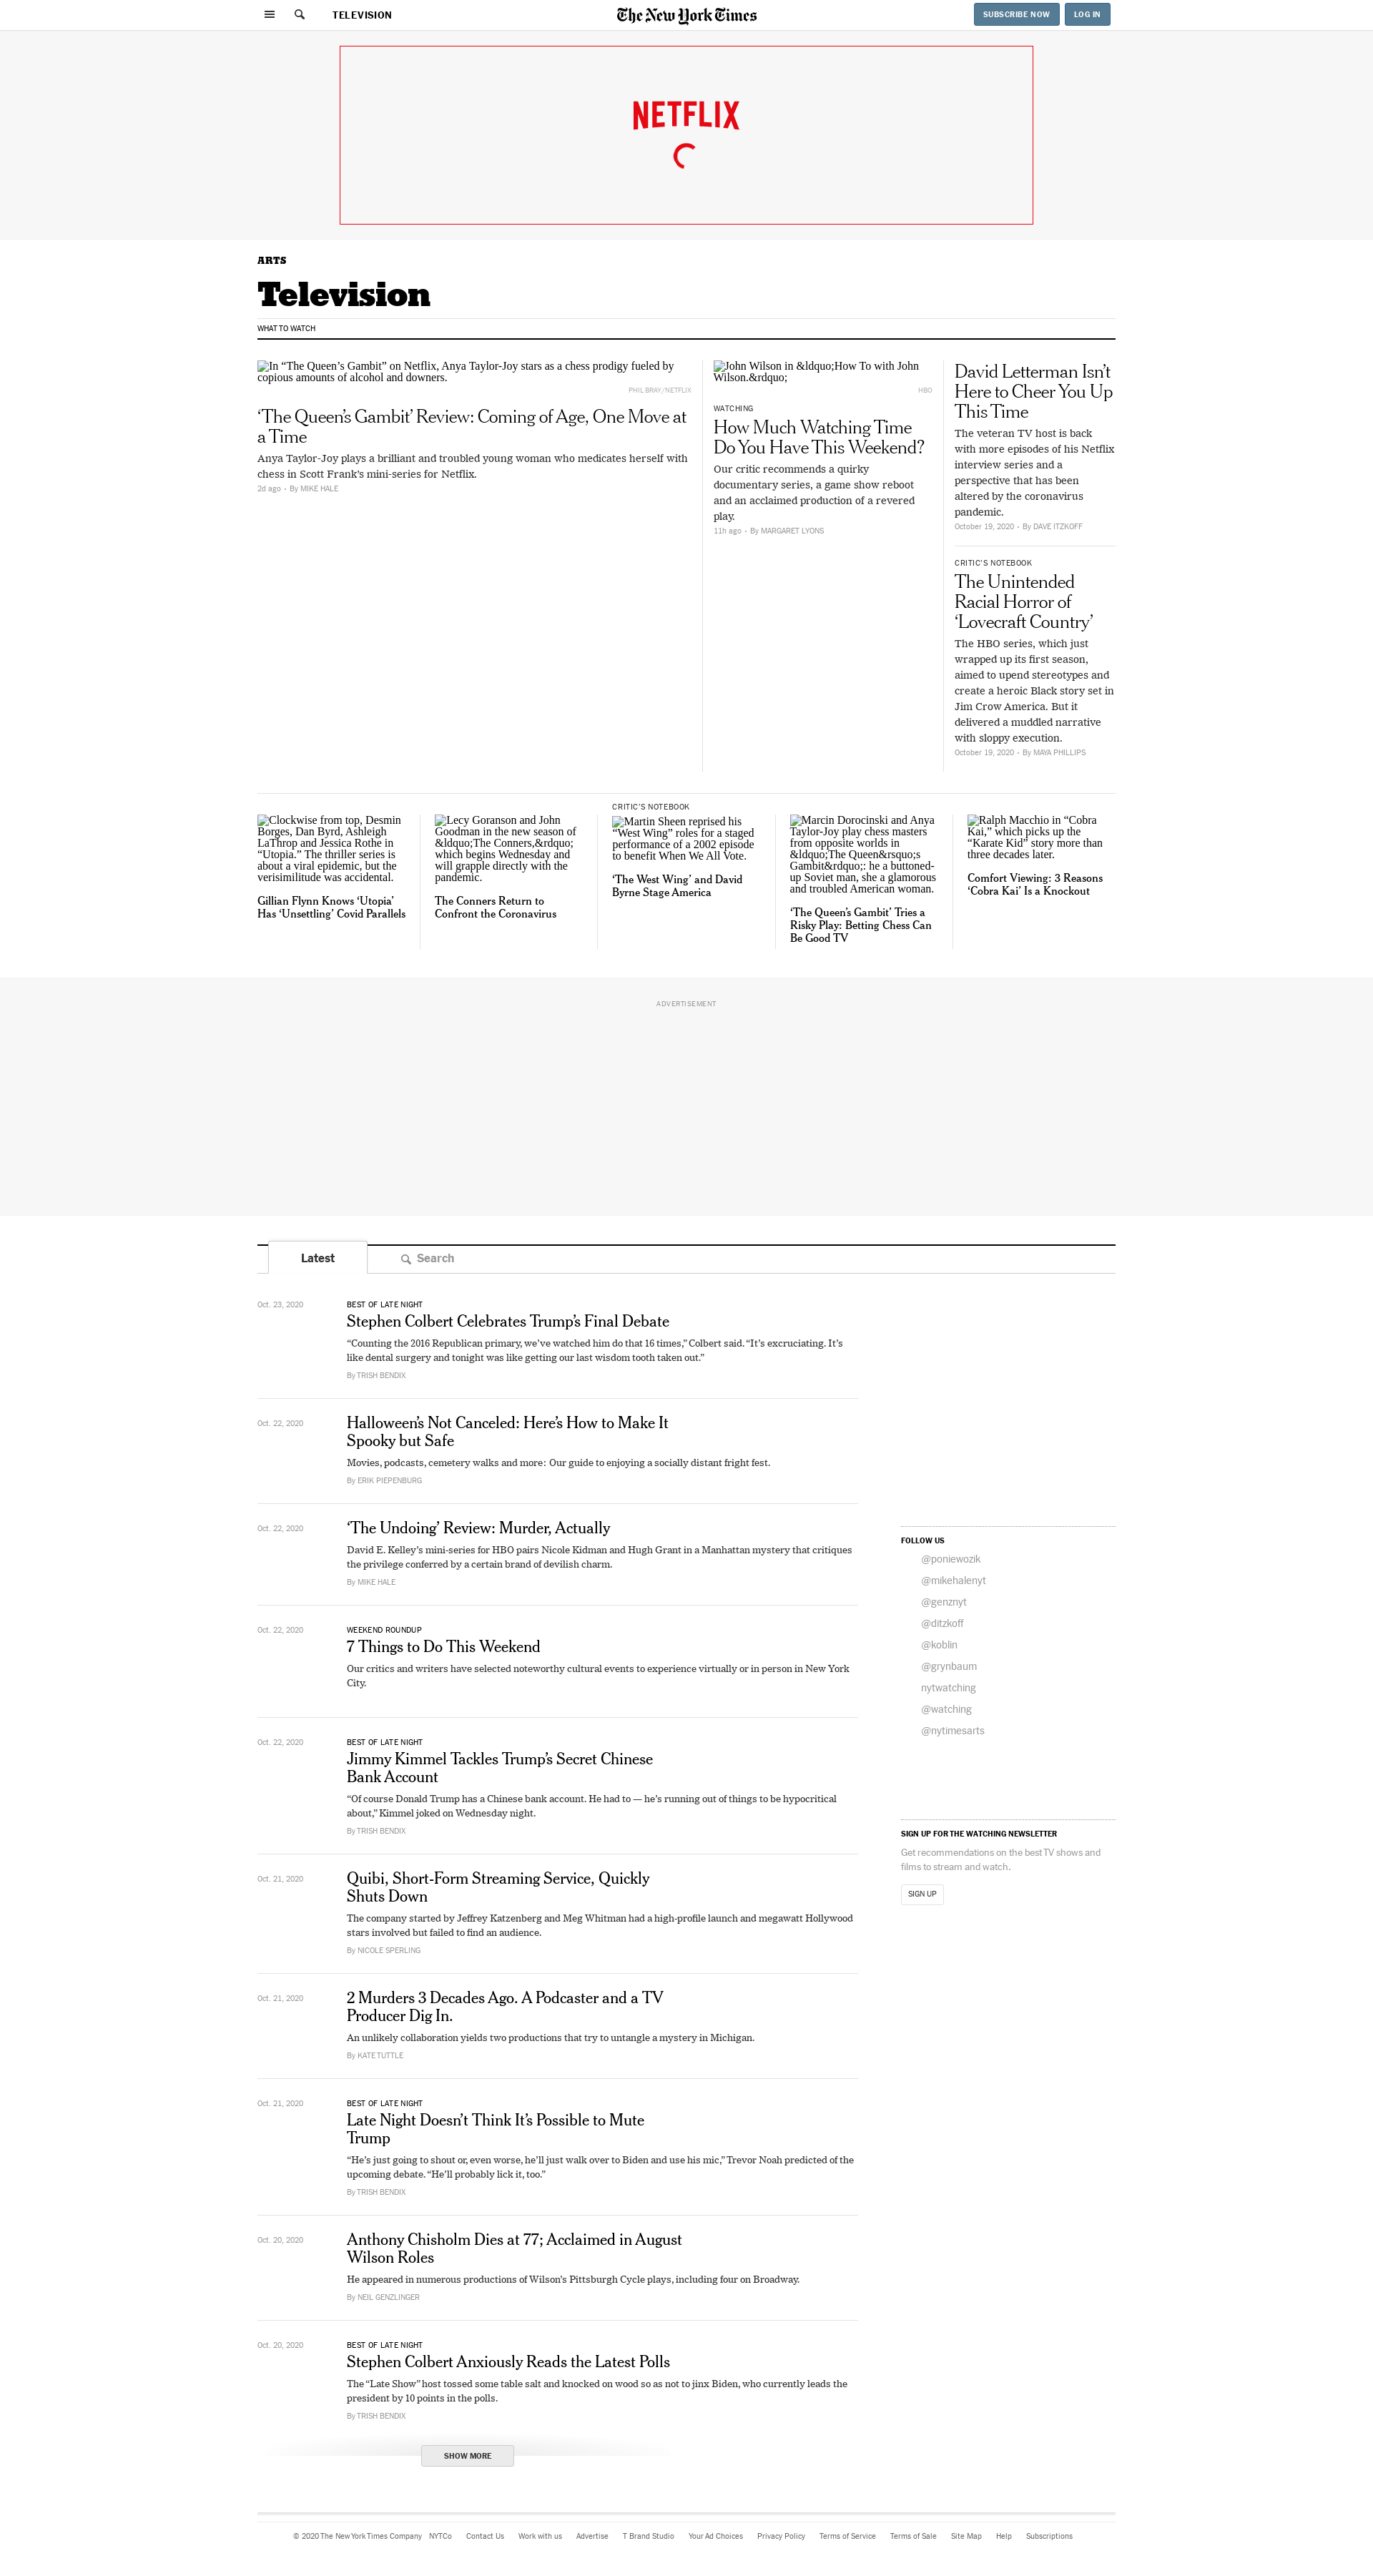 TELEVISION
The New York Times
SUBSCRIBE NOW
LOG IN
NETFLIX
ARTS
Television
WHAT TO WATCH
In “The Queen’s Gambit” on Netflix, Anya Taylor-Joy stars as a chess prodigy fueled by
copious amounts of alcohol and downers.
PHIL BRAY/NETFLIX
‘The Queen’s Gambit’ Review: Coming of Age, One Move at
a Time
Anya Taylor-Joy plays a brilliant and troubled young woman who medicates herself with
chess in Scott Frank’s mini-series for Netflix.
2d ago • By MIKE HALE
John Wilson in &ldquo;How To with John
Wilson.&rdquo;
HBO
WATCHING
How Much Watching Time
Do You Have This Weekend?
Our critic recommends a quirky
documentary series, a game show reboot
and an acclaimed production of a revered
play.
11h ago • By MARGARET LYONS
David Letterman Isn’t
Here to Cheer You Up
This Time
The veteran TV host is back
with more episodes of his Netflix
interview series and a
perspective that has been
altered by the coronavirus
pandemic.
October 19, 2020 • By DAVE ITZKOFF
CRITIC’S NOTEBOOK
The Unintended
Racial Horror of
‘Lovecraft Country’
The HBO series, which just
wrapped up its first season,
aimed to upend stereotypes and
create a heroic Black story set in
Jim Crow America. But it
delivered a muddled narrative
with sloppy execution.
October 19, 2020 • By MAYA PHILLIPS
Clockwise from top, Desmin
Borges, Dan Byrd, Ashleigh
LaThrop and Jessica Rothe in
“Utopia.” The thriller series is
about a viral epidemic, but the
verisimilitude was accidental.
Gillian Flynn Knows ‘Utopia’
Has ‘Unsettling’ Covid Parallels
Lecy Goranson and John
Goodman in the new season of
&ldquo;The Conners,&rdquo;
which begins Wednesday and
will grapple directly with the
pandemic.
The Conners Return to
Confront the Coronavirus
CRITIC’S NOTEBOOK
Martin Sheen reprised his
“West Wing” roles for a staged
performance of a 2002 episode
to benefit When We All Vote.
‘The West Wing’ and David
Byrne Stage America
Marcin Dorocinski and Anya
Taylor-Joy play chess masters
from opposite worlds in
&ldquo;The Queen&rsquo;s
Gambit&rdquo;: he a buttoned-
up Soviet man, she a glamorous
and troubled American woman.
‘The Queen’s Gambit’ Tries a
Risky Play: Betting Chess Can
Be Good TV
Ralph Macchio in “Cobra
Kai,” which picks up the
“Karate Kid” story more than
three decades later.
Comfort Viewing: 3 Reasons
‘Cobra Kai’ Is a Knockout
ADVERTISEMENT
Latest
Search
Oct. 23, 2020
BEST OF LATE NIGHT
Stephen Colbert Celebrates Trump’s Final Debate
“Counting the 2016 Republican primary, we’ve watched him do that 16 times,” Colbert said. “It’s excruciating. It’s
like dental surgery and tonight was like getting our last wisdom tooth taken out.”
By TRISH BENDIX
Oct. 22, 2020
Halloween’s Not Canceled: Here’s How to Make It
Spooky but Safe
Movies, podcasts, cemetery walks and more: Our guide to enjoying a socially distant fright fest.
By ERIK PIEPENBURG
Oct. 22, 2020
‘The Undoing’ Review: Murder, Actually
David E. Kelley’s mini-series for HBO pairs Nicole Kidman and Hugh Grant in a Manhattan mystery that critiques
the privilege conferred by a certain brand of devilish charm.
By MIKE HALE
Oct. 22, 2020
WEEKEND ROUNDUP
7 Things to Do This Weekend
Our critics and writers have selected noteworthy cultural events to experience virtually or in person in New York
City.
Oct. 22, 2020
BEST OF LATE NIGHT
Jimmy Kimmel Tackles Trump’s Secret Chinese
Bank Account
“Of course Donald Trump has a Chinese bank account. He had to — he’s running out of things to be hypocritical
about,” Kimmel joked on Wednesday night.
By TRISH BENDIX
Oct. 21, 2020
Quibi, Short-Form Streaming Service, Quickly
Shuts Down
The company started by Jeffrey Katzenberg and Meg Whitman had a high-profile launch and megawatt Hollywood
stars involved but failed to find an audience.
By NICOLE SPERLING
Oct. 21, 2020
2 Murders 3 Decades Ago. A Podcaster and a TV
Producer Dig In.
An unlikely collaboration yields two productions that try to untangle a mystery in Michigan.
By KATE TUTTLE
Oct. 21, 2020
BEST OF LATE NIGHT
Late Night Doesn’t Think It’s Possible to Mute
Trump
“He’s just going to shout or, even worse, he’ll just walk over to Biden and use his mic,” Trevor Noah predicted of the
upcoming debate. “He’ll probably lick it, too.”
By TRISH BENDIX
Oct. 20, 2020
Anthony Chisholm Dies at 77; Acclaimed in August
Wilson Roles
He appeared in numerous productions of Wilson’s Pittsburgh Cycle plays, including four on Broadway.
By NEIL GENZLINGER
Oct. 20, 2020
BEST OF LATE NIGHT
Stephen Colbert Anxiously Reads the Latest Polls
The “Late Show” host tossed some table salt and knocked on wood so as not to jinx Biden, who currently leads the
president by 10 points in the polls.
By TRISH BENDIX
SHOW MORE
FOLLOW US
@poniewozik
@mikehalenyt
@genznyt
@ditzkoff
@koblin
@grynbaum
nytwatching
@watching
@nytimesarts
SIGN UP FOR THE WATCHING NEWSLETTER
Get recommendations on the best TV shows and
films to stream and watch.
SIGN UP
© 2020 The New York Times Company NYTCo Contact Us Work with us Advertise T Brand Studio Your Ad Choices Privacy Policy Terms of Service Terms of Sale Site Map Help Subscriptions